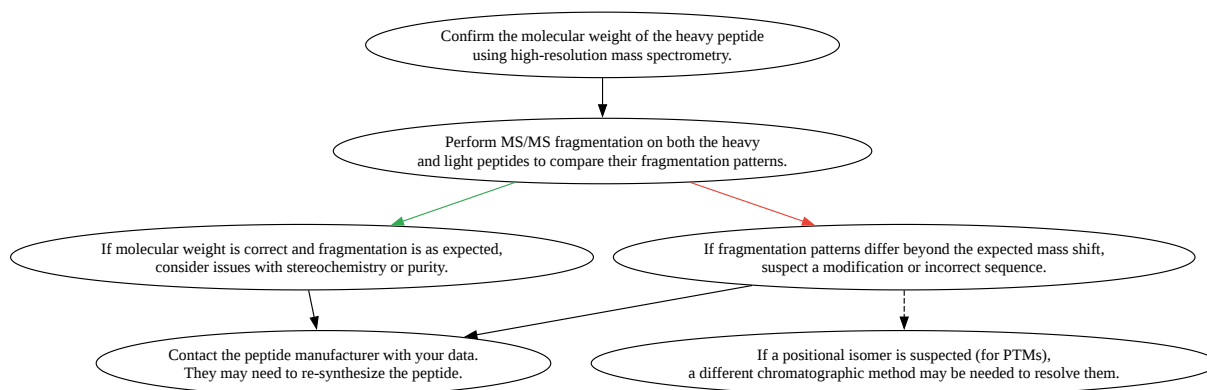 Confirm the molecular weight of the heavy peptide
using high-resolution mass spectrometry.
Perform MS/MS fragmentation on both the heavy
and light peptides to compare their fragmentation patterns.
If molecular weight is correct and fragmentation is as expected,
consider issues with stereochemistry or purity.
If fragmentation patterns differ beyond the expected mass shift,
suspect a modification or incorrect sequence.
Contact the peptide manufacturer with your data.
They may need to re-synthesize the peptide.
If a positional isomer is suspected (for PTMs),
a different chromatographic method may be needed to resolve them.